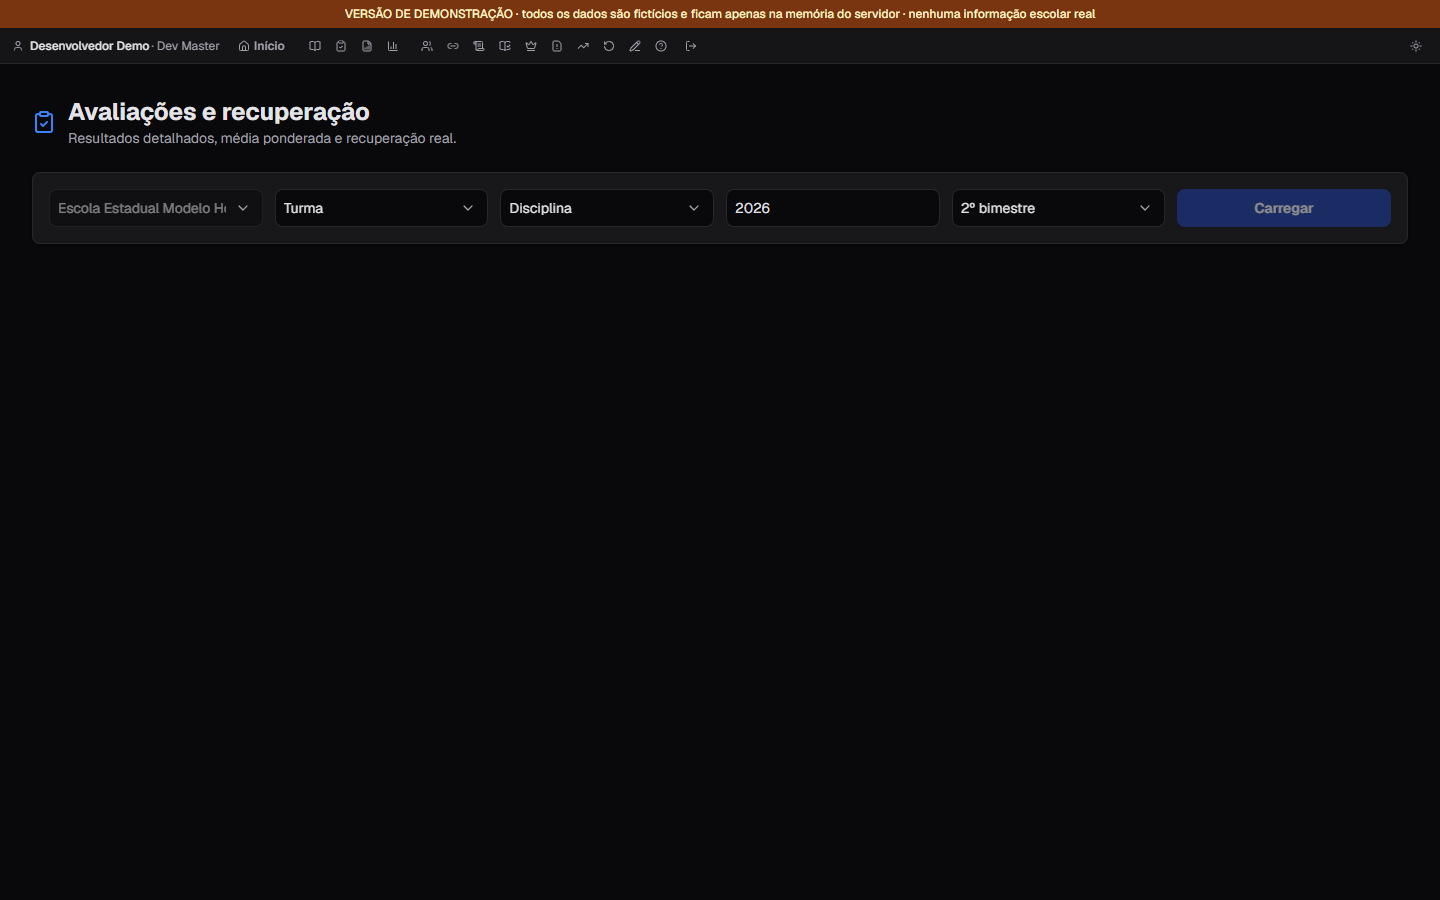 VERSÃO DE DEMONSTRAÇÃO · todos os dados são fictícios e ficam apenas na memória do servidor · nenhuma informação escolar real
Desenvolvedor Demo · Dev Master Início
Avaliações e recuperação
Resultados detalhados, média ponderada e recuperação real.
Escola Estadual Modelo Turma Disciplina 2026 2º bimestre Carregar